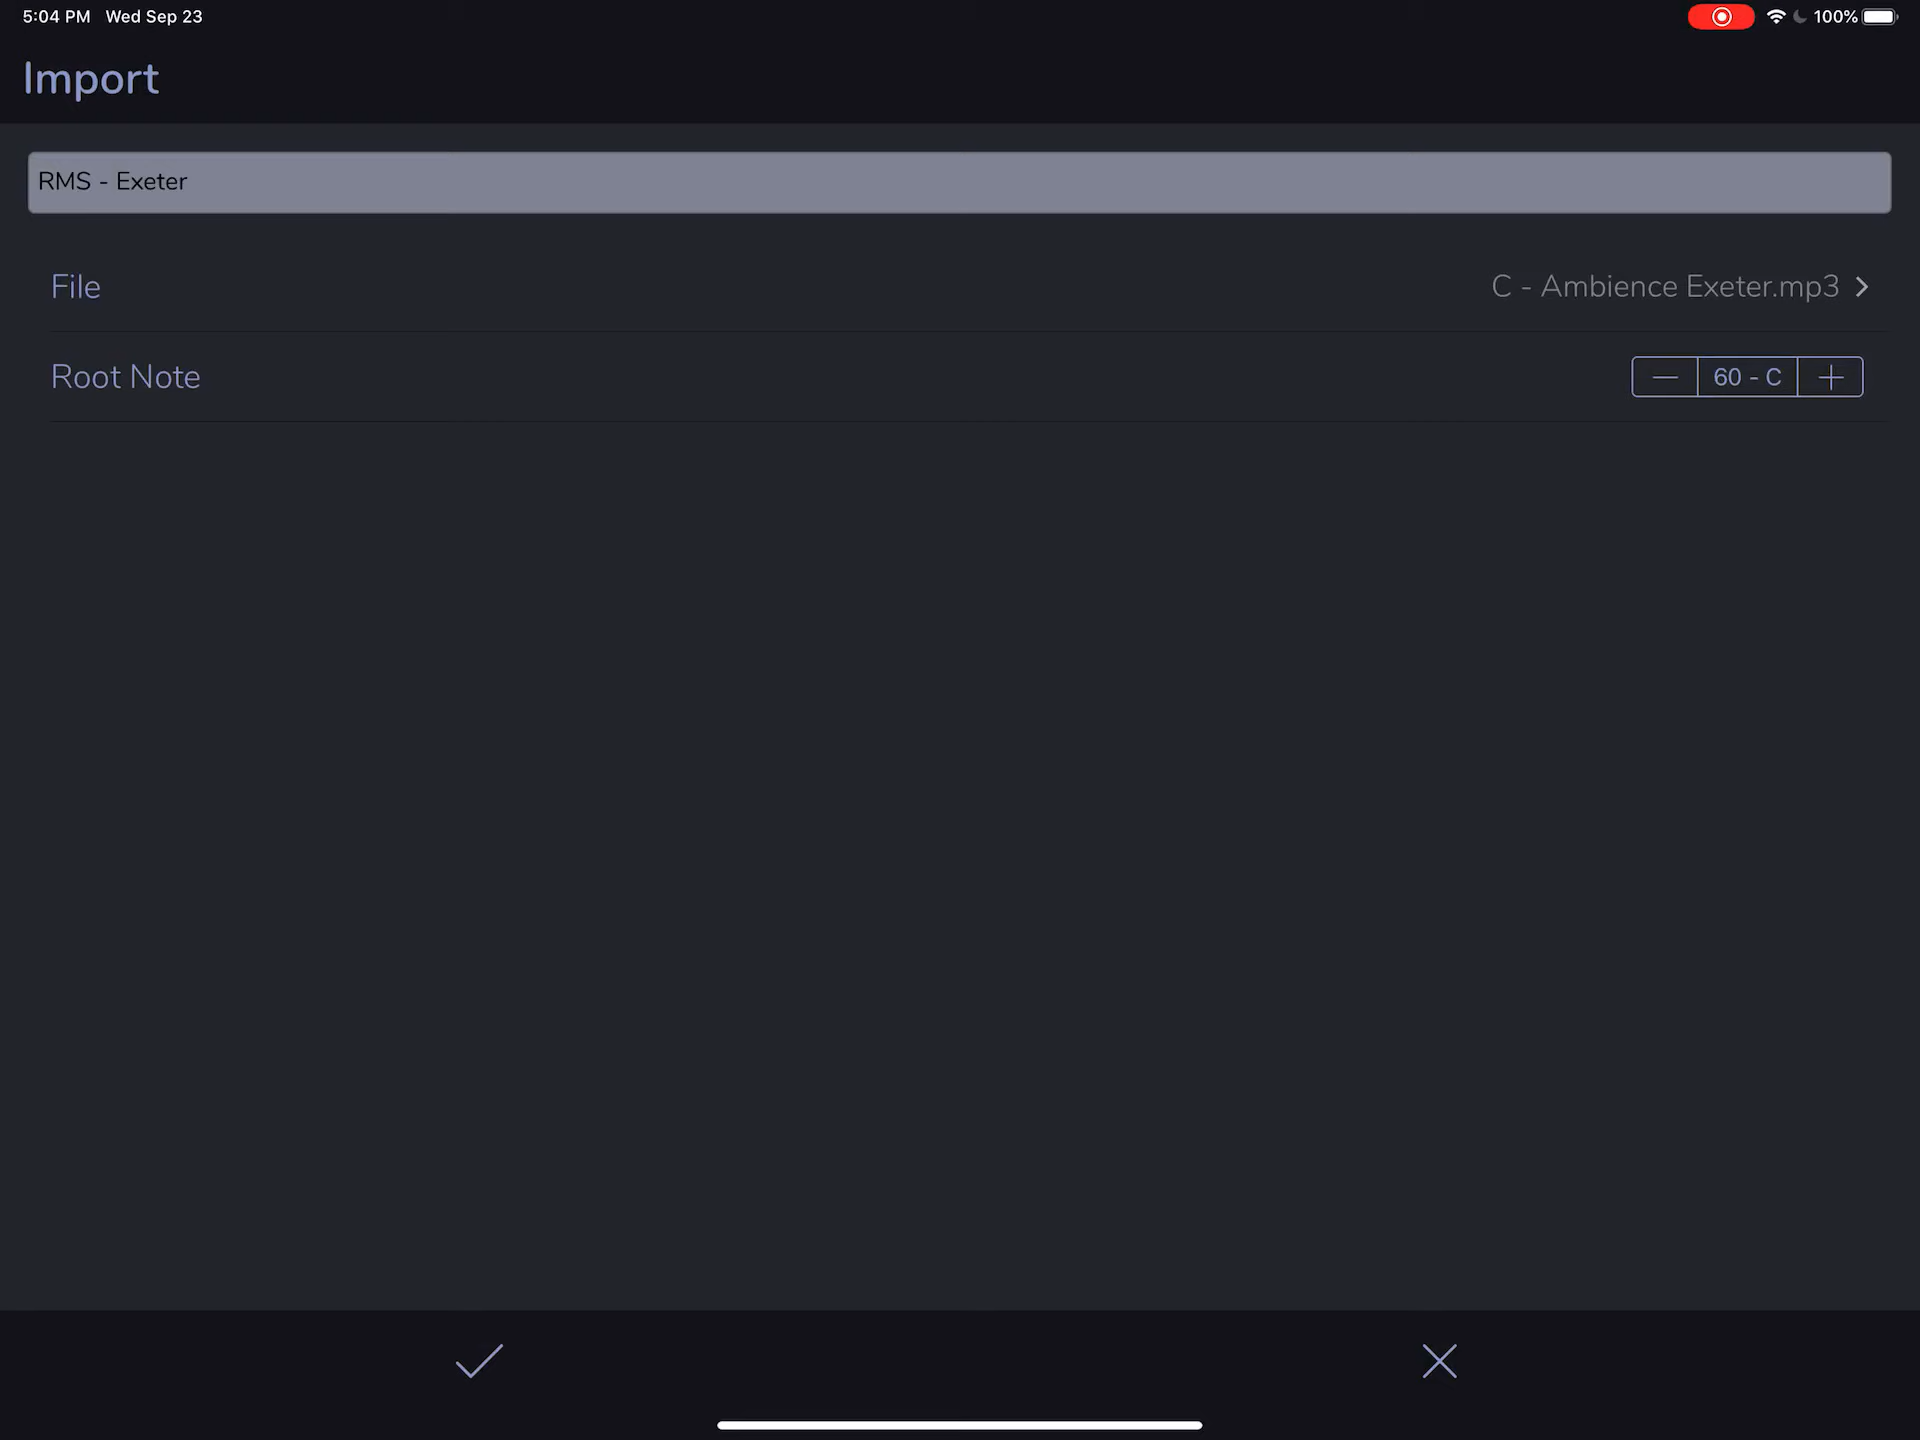 5:04 PM Wed Sep 23
100%
Import
RMS - Exeter
File
C - Ambience Exeter.mp3
Root Note
60 - C